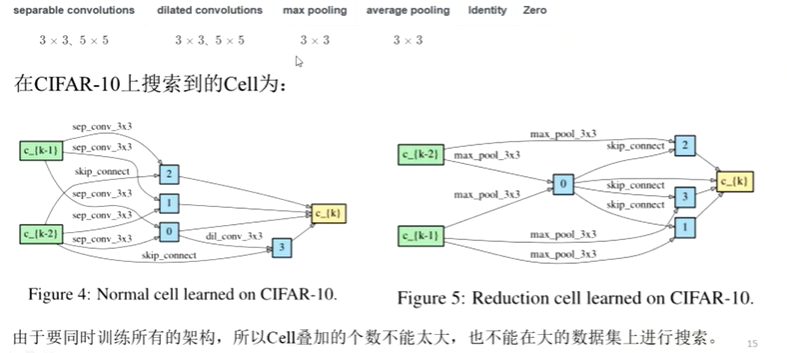 separable convolutions dilated convolutions max pooling average pooling Identity Zero
3 × 3、5 × 5 3 × 3、5 × 5 3 × 3 3 × 3
在CIFAR-10上搜索到的Cell为：
sep_conv_3x3
c_{k-1}
sep_conv_3x3
skip_connect
2
sep_conv_3x3
1
sep_conv_3x3
c_{k-2}
sep_conv_3x3
0
dil_conv_3x3
skip_connect
3
c_{k}
max_pool_3x3
c_{k-2}
max_pool_3x3
skip_connect
2
0
skip_connect
c_{k}
max_pool_3x3
skip_connect
3
c_{k-1}
max_pool_3x3
1
max_pool_3x3
Figure 4: Normal cell learned on CIFAR-10.
Figure 5: Reduction cell learned on CIFAR-10.
由于要同时训练所有的架构，所以Cell叠加的个数不能太大，也不能在大的数据集上进行搜索。
15